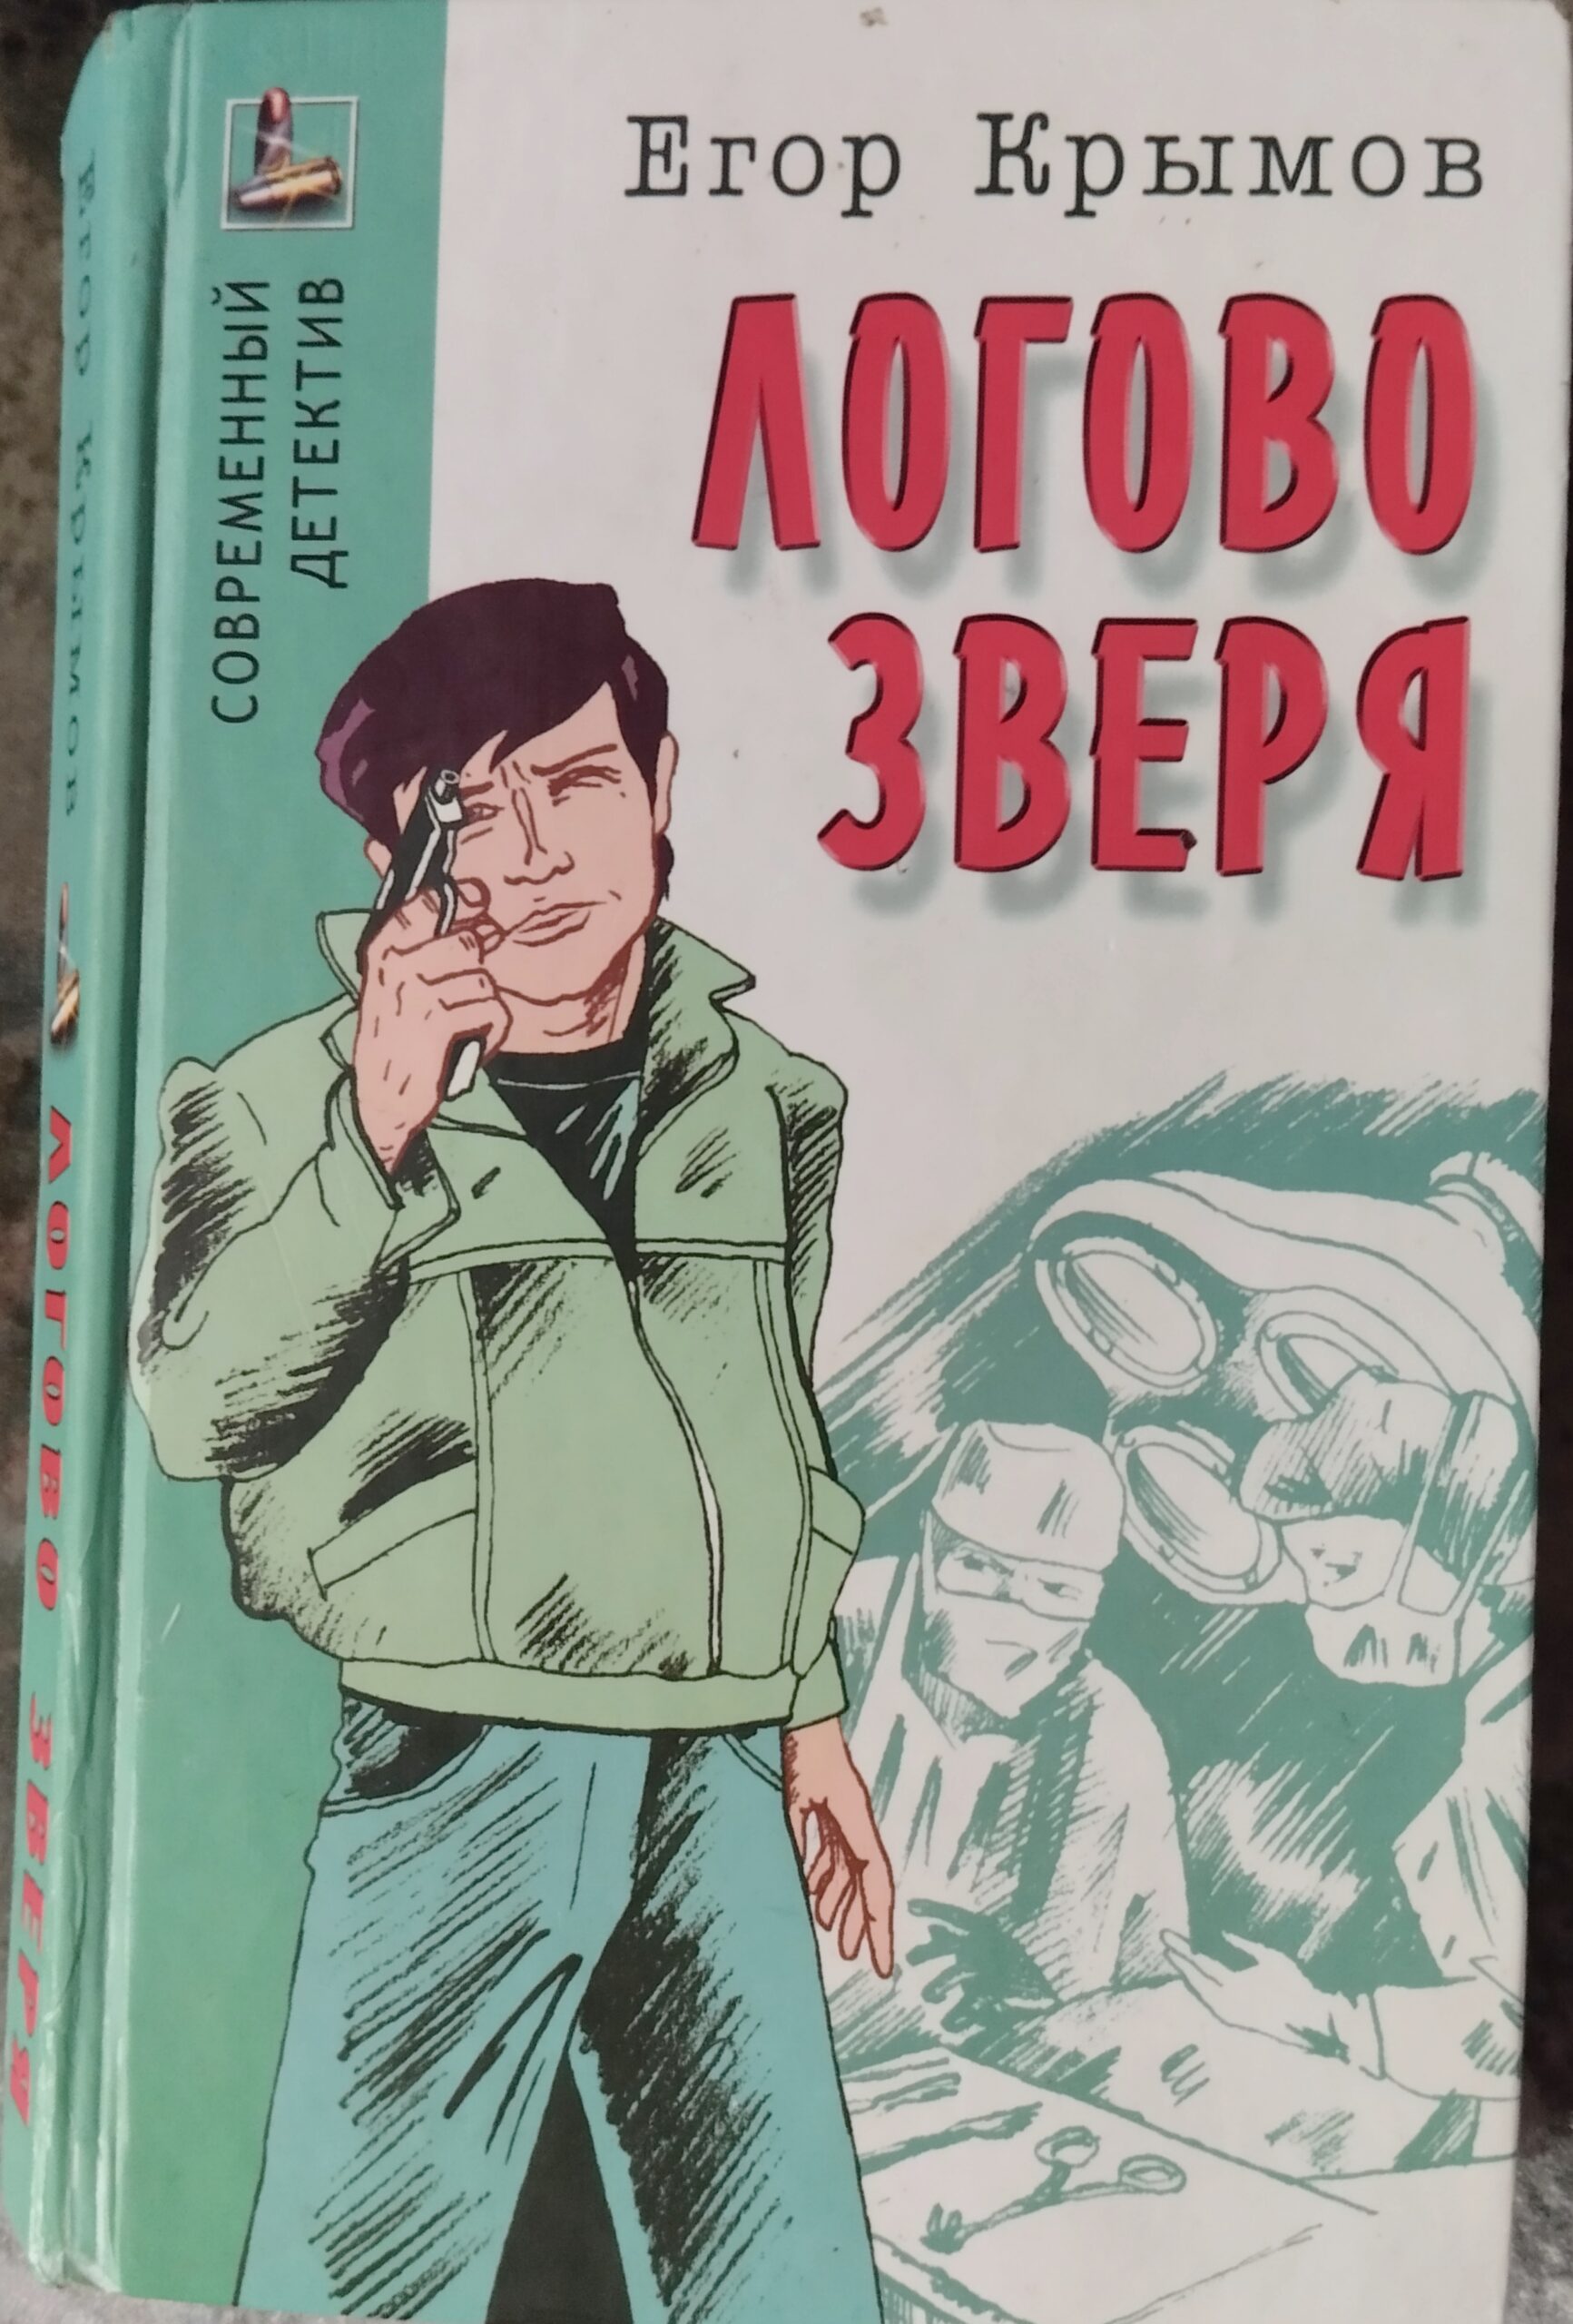 Егор Крымов
ЛОГОВО
ЗВЕРЯ
СОВРЕМЕННЫЙ
ДЕТЕКТИВ
Егор Крымов
ЛОГОВО ЗВЕРЯ